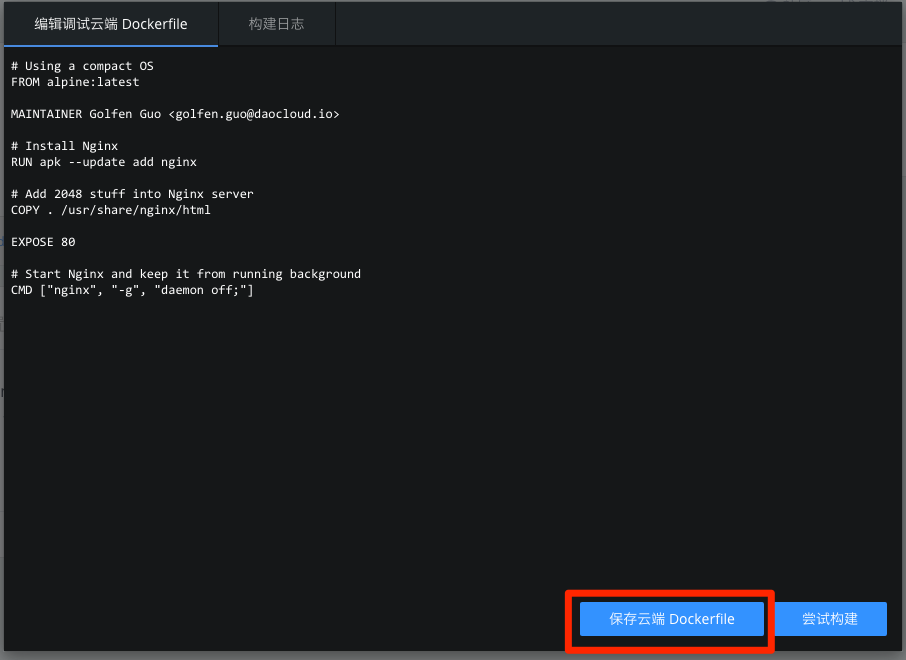 编辑调试云端 Dockerfile
构建日志
# Using a compact OS
FROM alpine:latest
MAINTAINER Golfen Guo <golfen.guo@daocloud.io>
# Install Nginx
RUN apk --update add nginx
# Add 2048 stuff into Nginx server
COPY . /usr/share/nginx/html
EXPOSE 80
# Start Nginx and keep it from running background
CMD ["nginx", "-g", "daemon off;"]
保存云端 Dockerfile
尝试构建